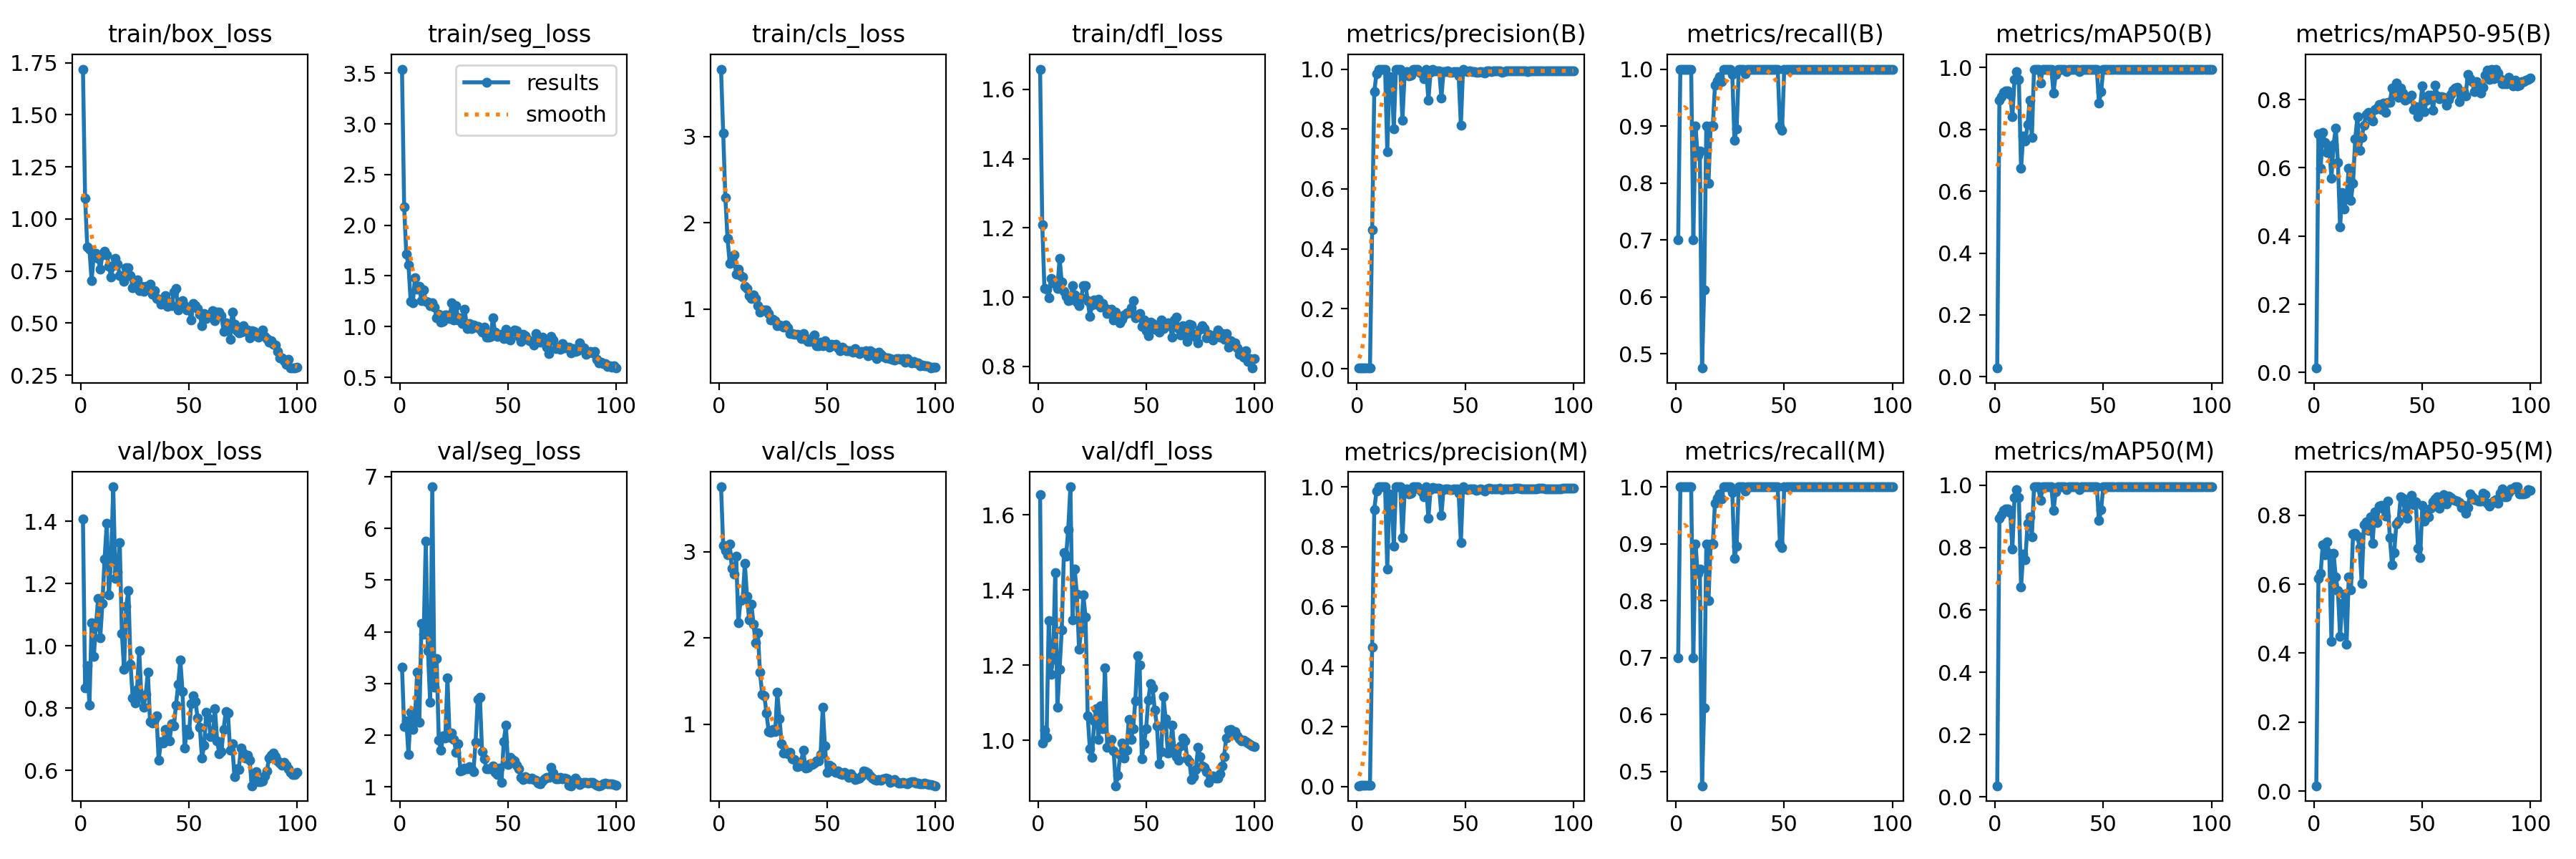 train/box_loss
train/seg_loss
train/cls_loss
train/dfl_loss
metrics/precision(B)
metrics/recall(B)
metrics/mAP50(B)
metrics/mAP50-95(B)
1.75
1.50
1.25
1.00
0.75
0.50
0.25
0 50 100
results
smooth
3.5
3.0
2.5
2.0
1.5
1.0
0.5
0 50 100
3
2
1
0 50 100
1.6
1.4
1.2
1.0
0.8
0 50 100
1.0
0.8
0.6
0.4
0.2
0.0
0 50 100
1.0
0.9
0.8
0.7
0.6
0.5
0 50 100
1.0
0.8
0.6
0.4
0.2
0.0
0 50 100
0.8
0.6
0.4
0.2
0.0
0 50 100
val/box_loss
val/seg_loss
val/cls_loss
val/dfl_loss
metrics/precision(M)
metrics/recall(M)
metrics/mAP50(M)
metrics/mAP50-95(M)
1.4
1.2
1.0
0.8
0.6
0 50 100
7
6
5
4
3
2
1
0 50 100
3
2
1
0 50 100
1.6
1.4
1.2
1.0
0 50 100
1.0
0.8
0.6
0.4
0.2
0.0
0 50 100
1.0
0.9
0.8
0.7
0.6
0.5
0 50 100
1.0
0.8
0.6
0.4
0.2
0.0
0 50 100
0.8
0.6
0.4
0.2
0.0
0 50 100